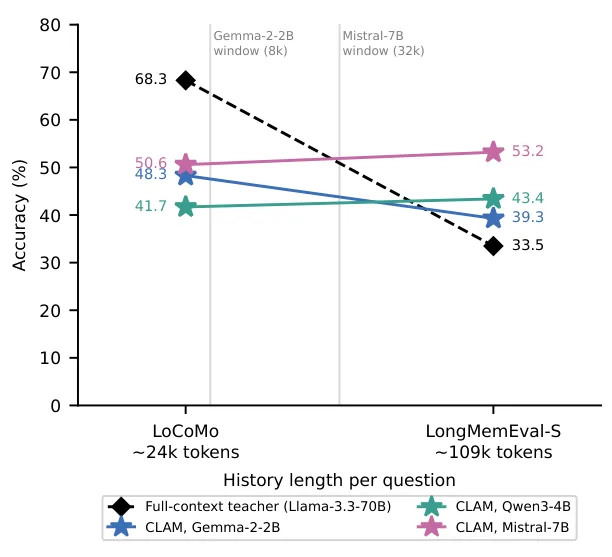 80
70
60
50
40
30
20
10
0
Accuracy (%)
Gemma-2-2B
window (8k)
Mistral-7B
window (32k)
68.3
50.6
48.3
41.7
53.2
43.4
39.3
33.5
LoCoMo
~24k tokens
LongMemEval-S
~109k tokens
History length per question
Full-context teacher (Llama-3.3-70B)
CLAM, Gemma-2-2B
CLAM, Qwen3-4B
CLAM, Mistral-7B